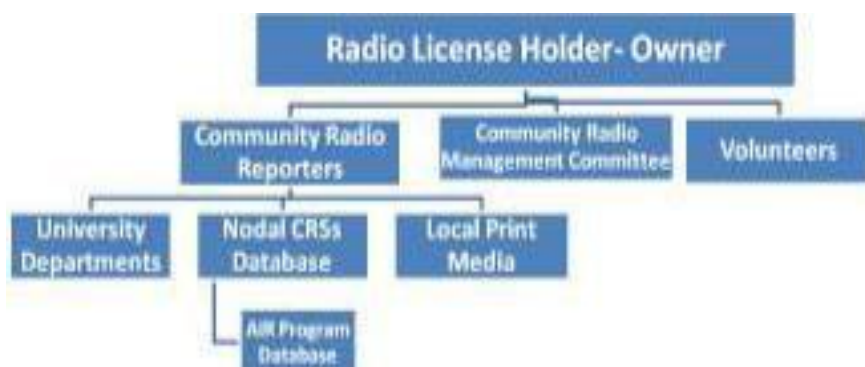 Radio License Holder- Owner
Community Radio
Reporters
Community Radio
Management Committee
Volunteers
University
Departments
Nodal CRSs
Database
Local Print
Media
AIR Program
Database